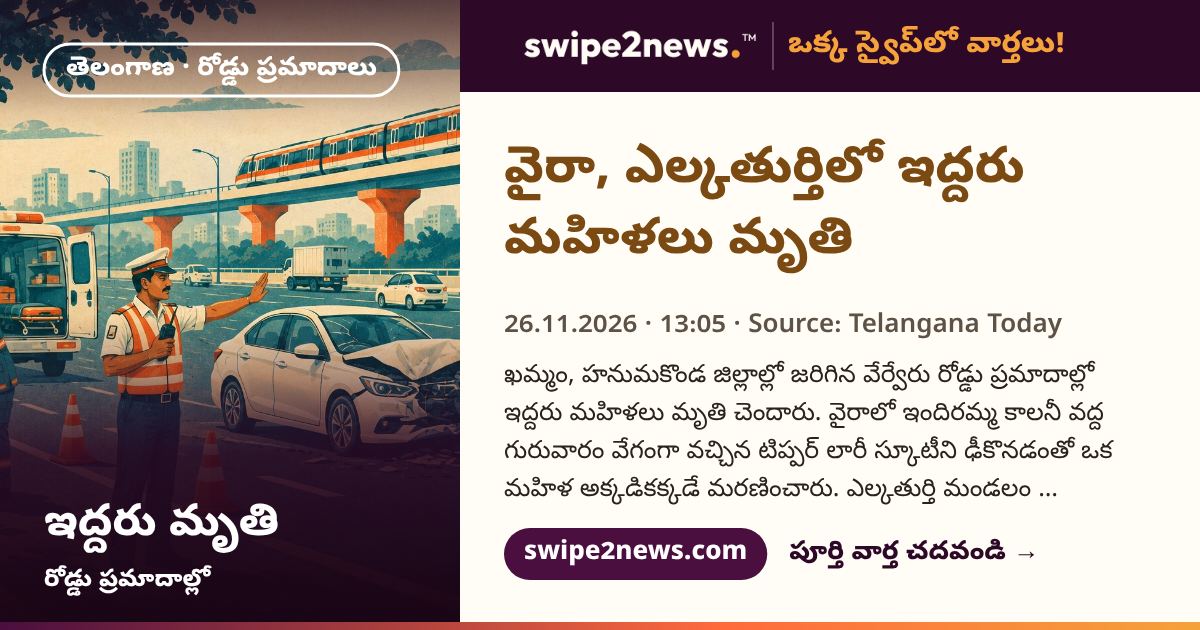 తెలంగాణ · రోడ్డు ప్రమాదాలు
swipe2news.™
ఒక్క స్వైప్‌లో వార్తలు!
వైరా, ఎల్కతుర్తిలో ఇద్దరు
మహిళలు మృతి
26.11.2026 · 13:05 · Source: Telangana Today
ఖమ్మం, హనుమకొండ జిల్లాల్లో జరిగిన వేర్వేరు రోడ్డు ప్రమాదాల్లో
ఇద్దరు మహిళలు మృతి చెందారు. వైరాలో ఇందిరమ్మ కాలనీ వద్ద
గురువారం వేగంగా వచ్చిన టిప్పర్ లారీ స్కూటీని ఢీకొనడంతో ఒక
మహిళ అక్కడికక్కడే మరణించారు. ఎల్కతుర్తి మండలం ...
ఇద్దరు మృతి
రోడ్డు ప్రమాదాల్లో
swipe2news.com
పూర్తి వార్త చదవండి →